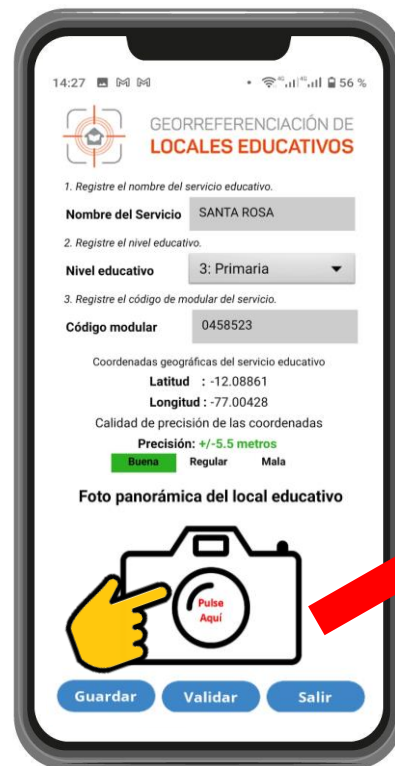 14:27 56 %
GEORREFERENCIACIÓN DE
LOCALES EDUCATIVOS
1. Registre el nombre del servicio educativo.
Nombre del Servicio SANTA ROSA
2. Registre el nivel educativo.
Nivel educativo 3: Primaria
3. Registre el código de modular del servicio.
Código modular 0458523
Coordenadas geográficas del servicio educativo
Latitud : -12.08861
Longitud : -77.00428
Calidad de precisión de las coordenadas
Precisión: +/-5.5 metros
Buena Regular Mala
Foto panorámica del local educativo
Pulse
Aquí
Guardar Validar Salir